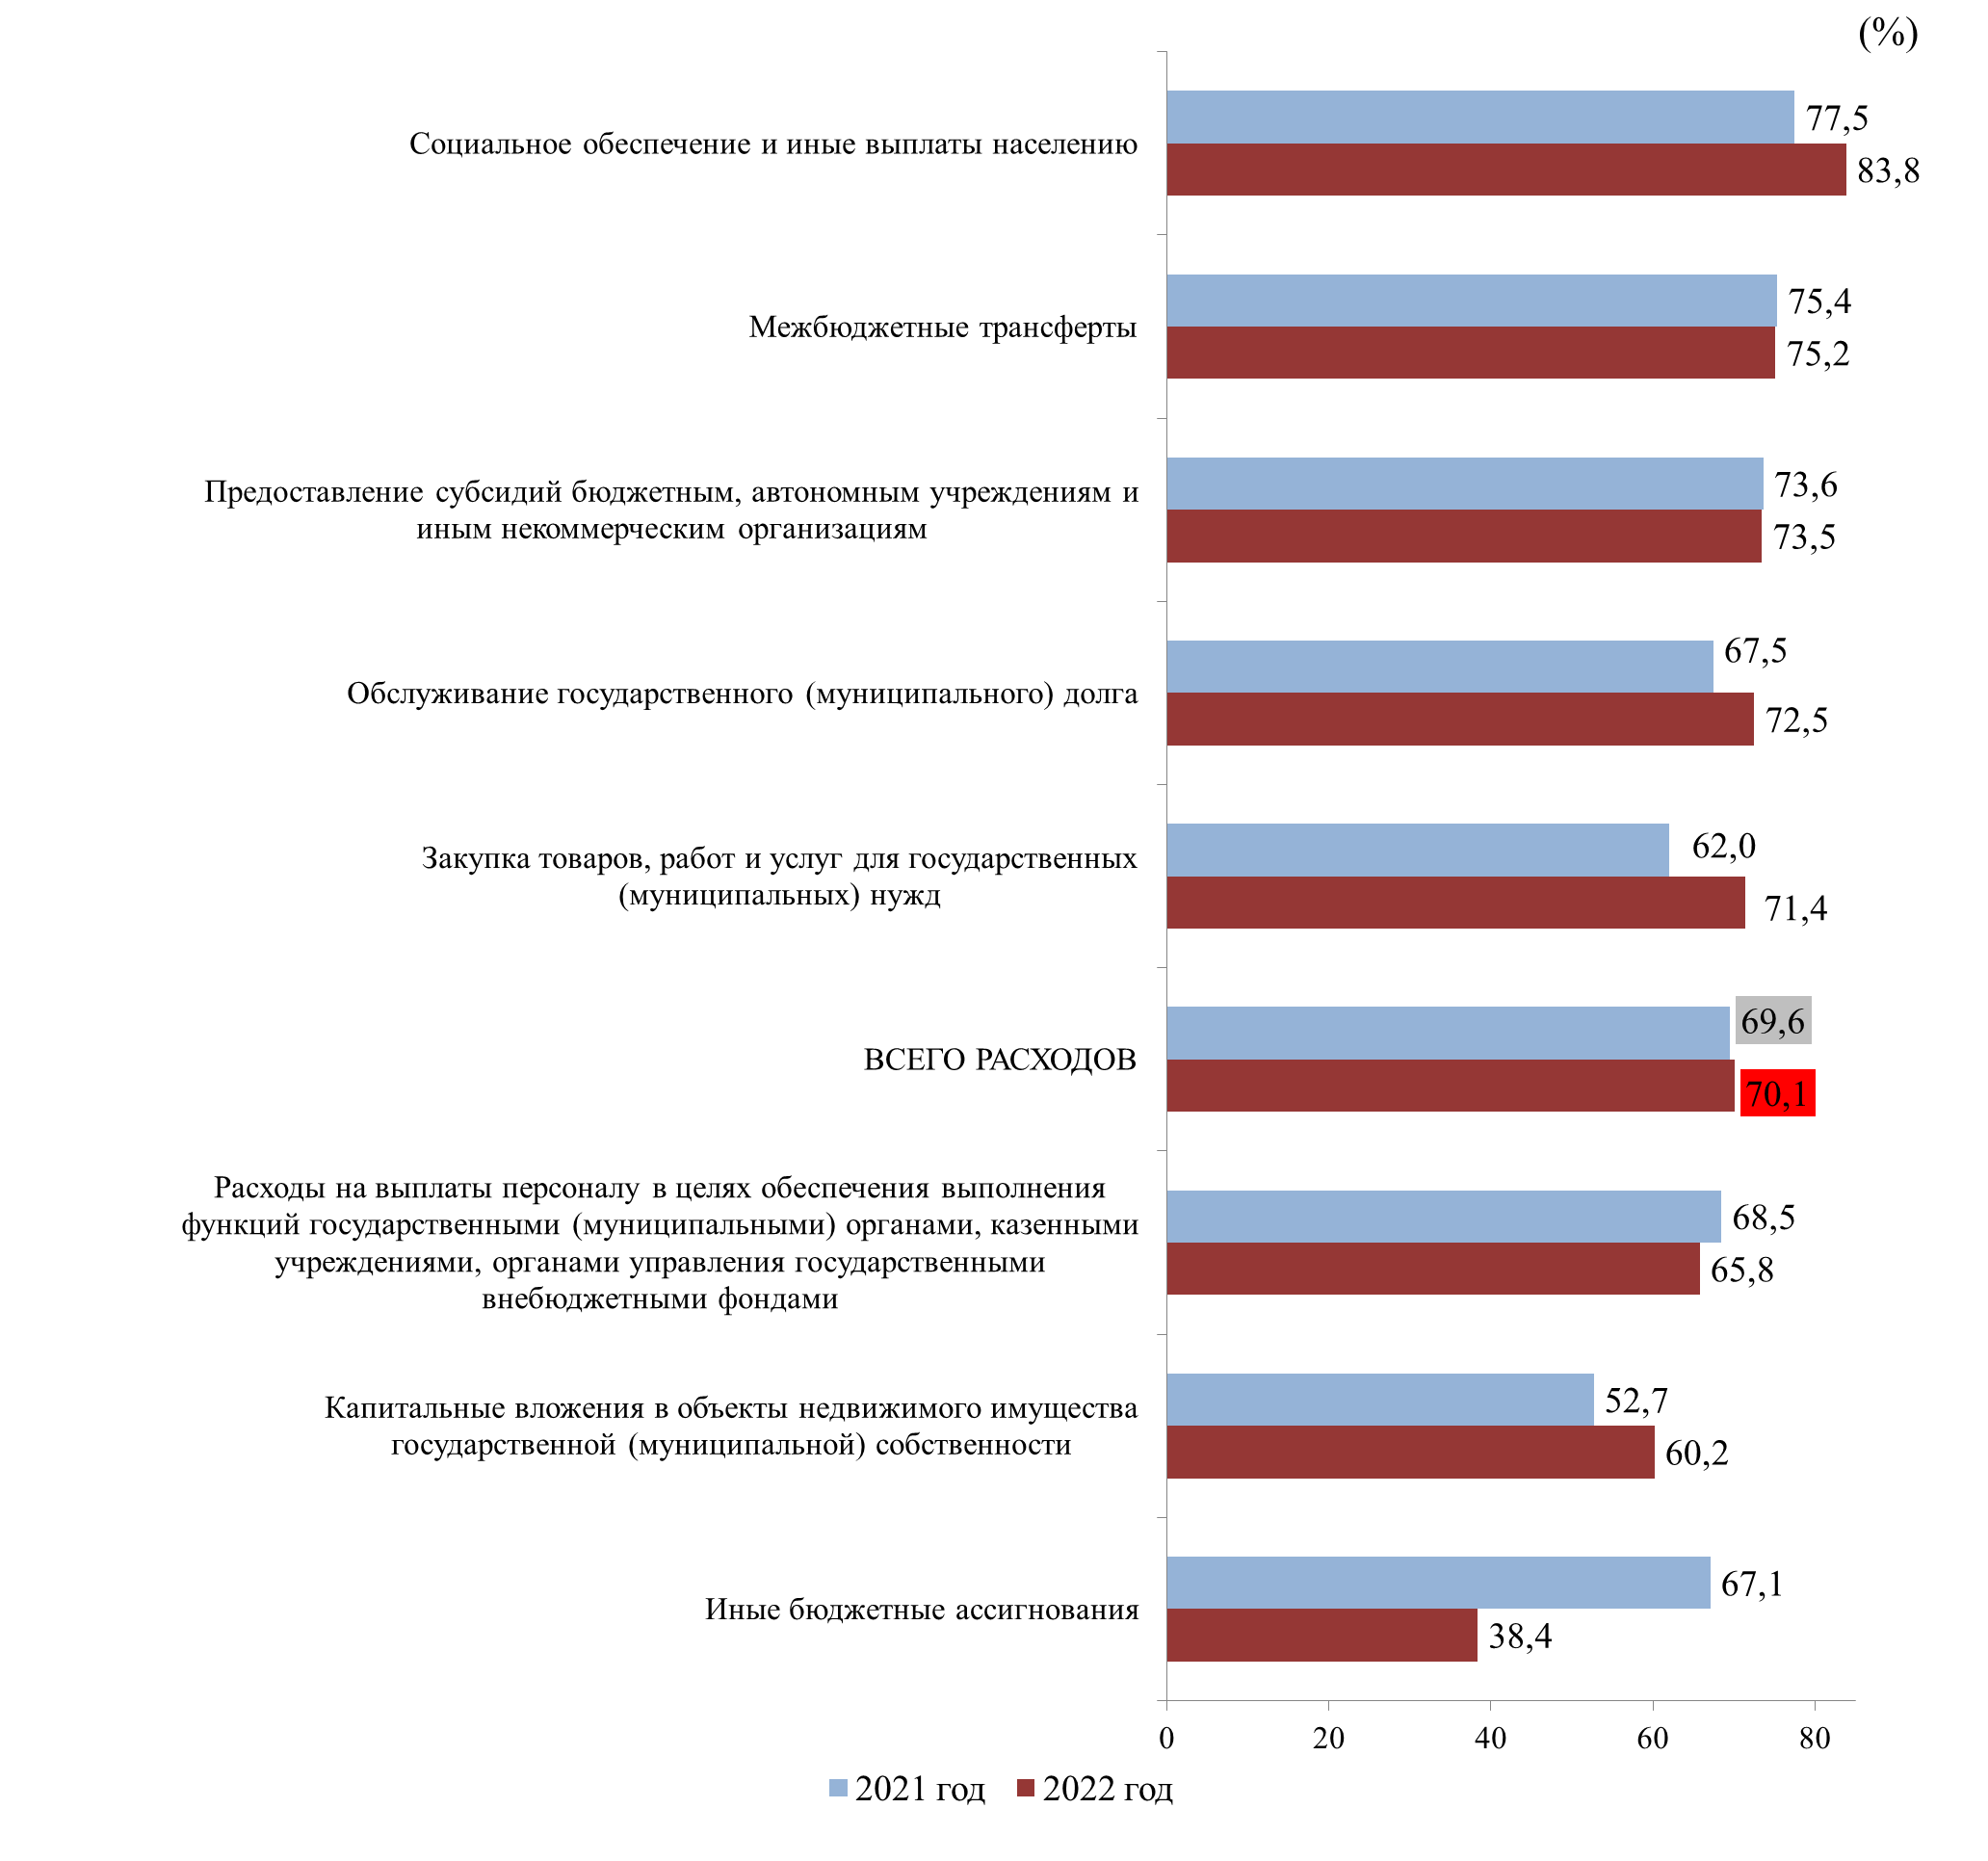 (%)
Социальное обеспечение и иные выплаты населению
77,5
83,8
Межбюджетные трансферты
75,4
75,2
Предоставление субсидий бюджетным, автономным учреждениям и
иным некоммерческим организациям
73,6
73,5
Обслуживание государственного (муниципального) долга
67,5
72,5
Закупка товаров, работ и услуг для государственных
(муниципальных) нужд
62,0
71,4
ВСЕГО РАСХОДОВ
69,6
70,1
Расходы на выплаты персоналу в целях обеспечения выполнения
функций государственными (муниципальными) органами, казенными
учреждениями, органами управления государственными
внебюджетными фондами
68,5
65,8
Капитальные вложения в объекты недвижимого имущества
государственной (муниципальной) собственности
52,7
60,2
Иные бюджетные ассигнования
67,1
38,4
0 20 40 60 80
2021 год 2022 год